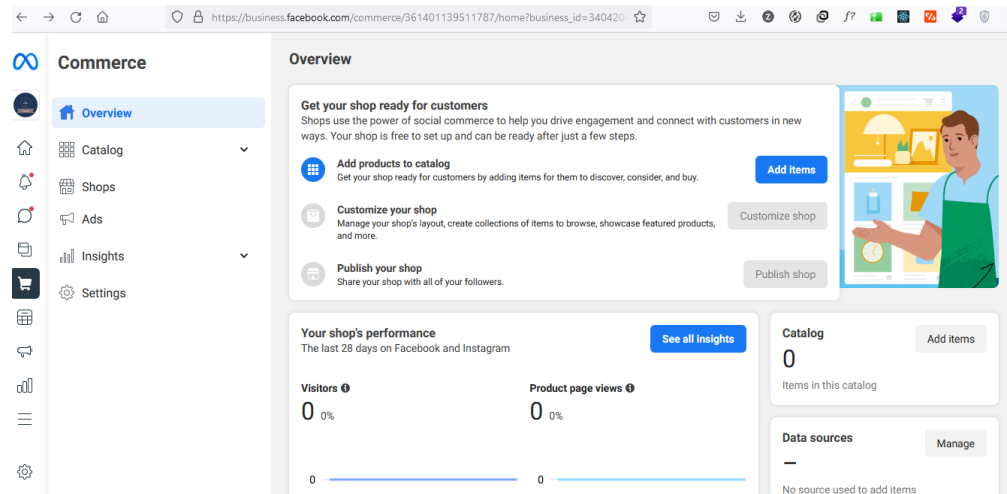 https://business.facebook.com/commerce/361401139511787/home?business_id=340420
Commerce
Overview
Catalog
Shops
Ads
Insights
Settings
Overview
Get your shop ready for customers
Shops use the power of social commerce to help you drive engagement and connect with customers in new
ways. Your shop is free to set up and can be ready after just a few steps.
Add products to catalog
Get your shop ready for customers by adding items for them to discover, consider, and buy.
Add Items
Customize your shop
Manage your shop's layout, create collections of items to browse, showcase featured products,
and more.
Customize shop
Publish your shop
Share your shop with all of your followers.
Publish shop
Your shop's performance
The last 28 days on Facebook and Instagram
See all insights
Visitors
0 0%
Product page views
0 0%
0
0
Catalog
Add items
0
Items in this catalog
Data sources
Manage
–
No source used to add items